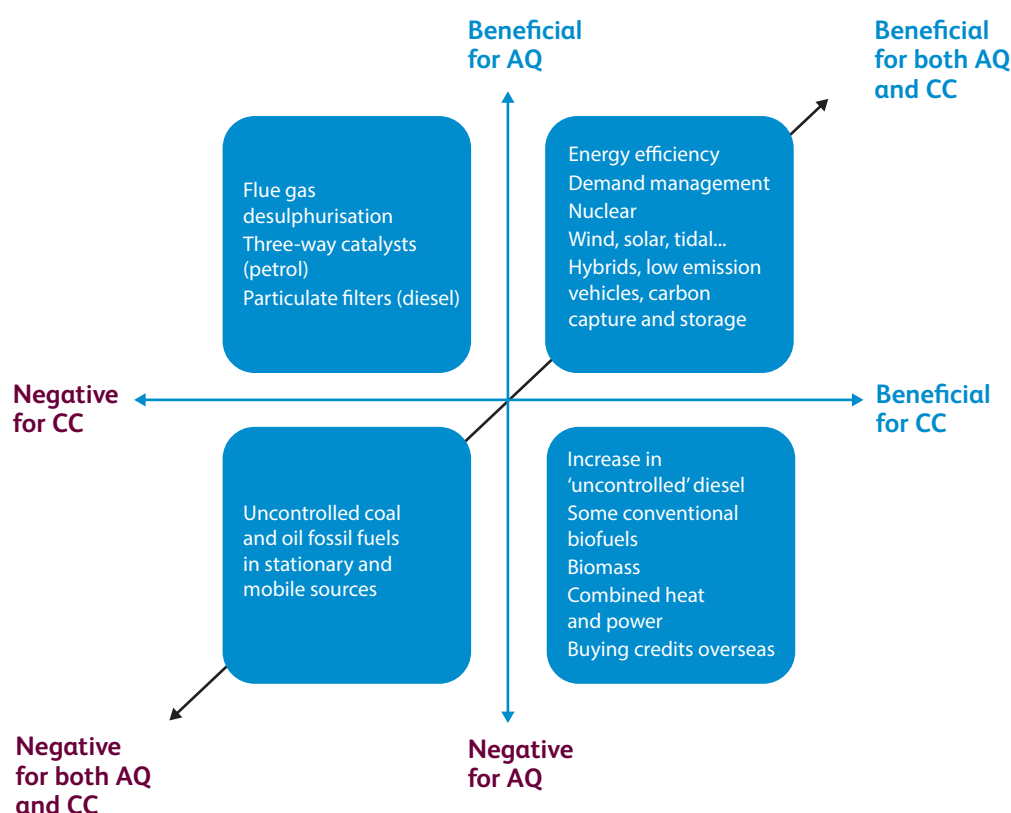 Beneficial
for AQ
Beneficial
for both AQ
and CC
Flue gas
desulphurisation
Three-way catalysts
(petrol)
Particulate filters (diesel)
Energy efficiency
Demand management
Nuclear
Wind, solar, tidal...
Hybrids, low emission
vehicles, carbon
capture and storage
Negative
for CC
Beneficial
for CC
Uncontrolled coal
and oil fossil fuels
in stationary and
mobile sources
Increase in
‘uncontrolled’ diesel
Some conventional
biofuels
Biomass
Combined heat
and power
Buying credits overseas
Negative
for both AQ
and CC
Negative
for AQ